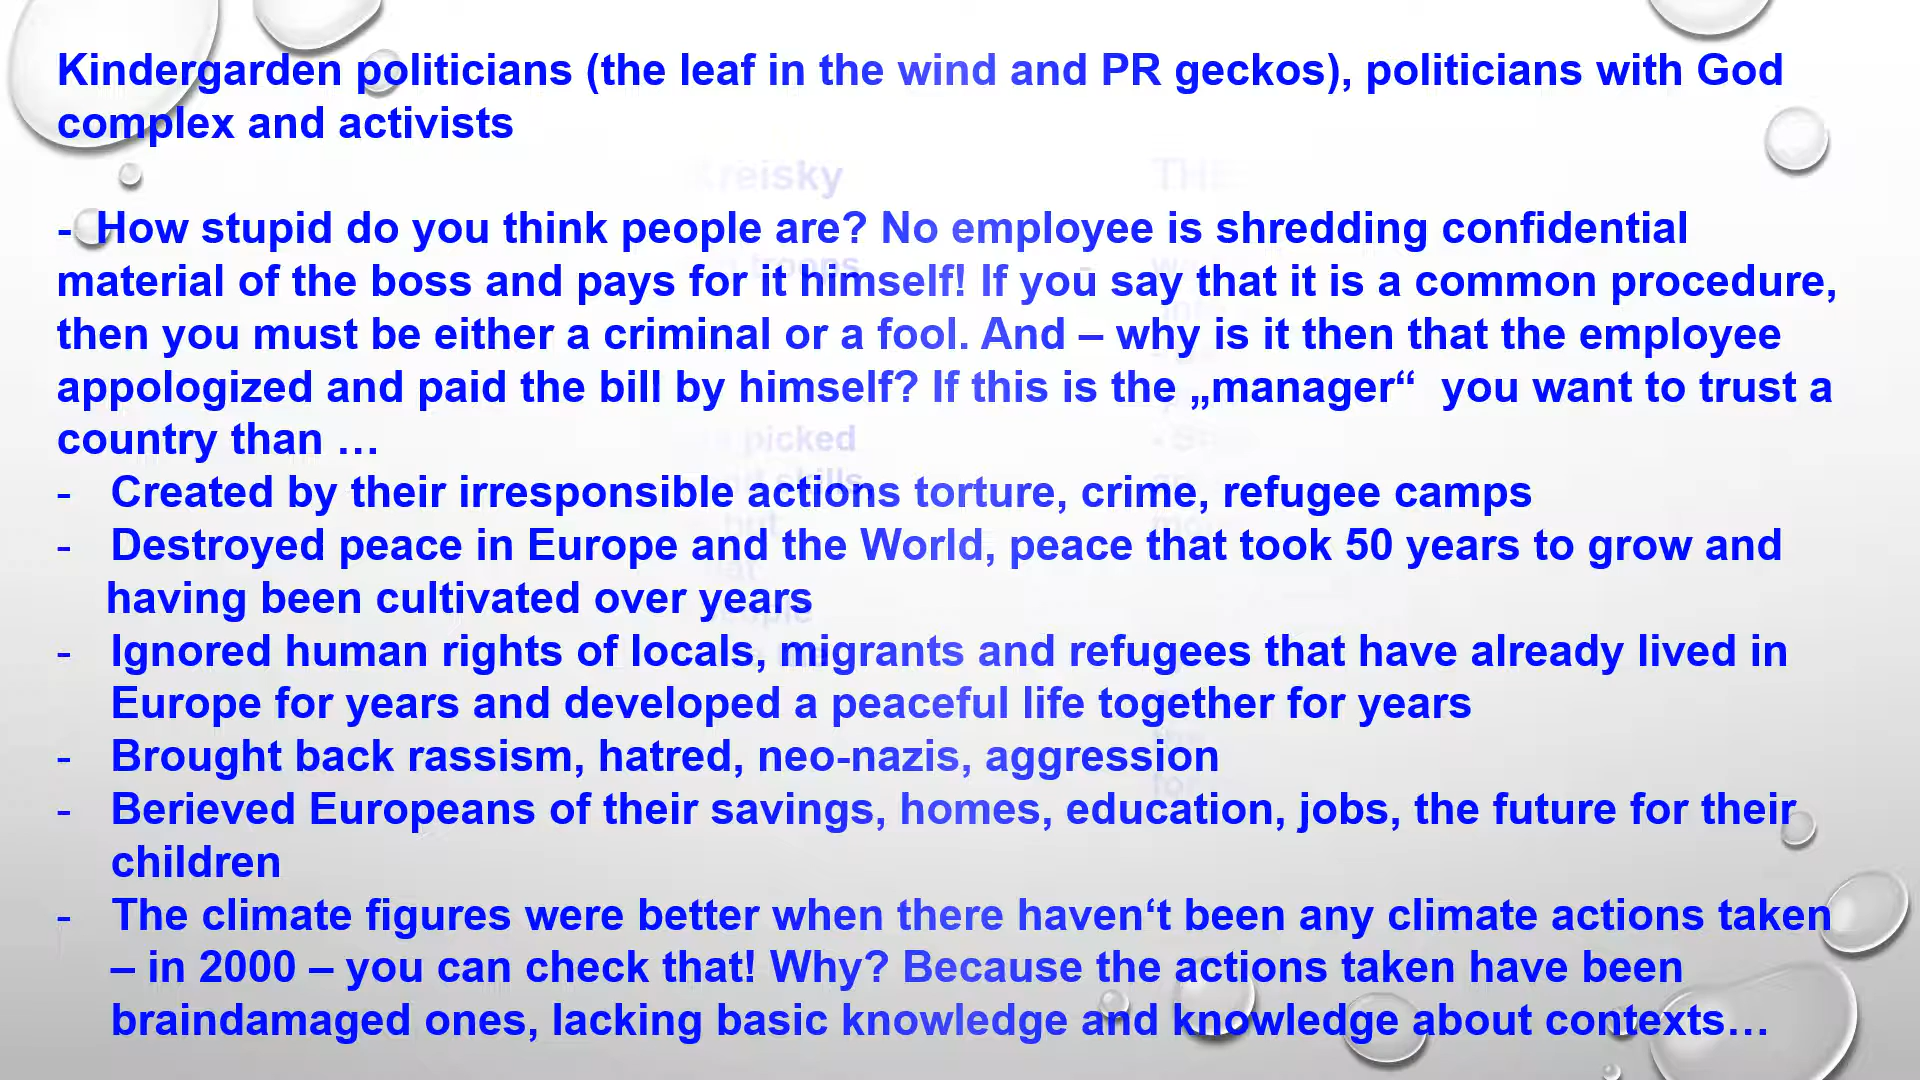 Kindergarden politicians (the leaf in the wind and PR geckos), politicians with God
complex and activists
Kreisky
- How stupid do you think people are? No employee is shredding confidential
material of the boss and pays for it himself! If you say that it is a common procedure,
then you must be either a criminal or a fool. And – why is it then that the employee
appologized and paid the bill by himself? If this is the „manager“ you want to trust a
country than …
picked
- Created by their irresponsible actions torture, crime, refugee camps
- Destroyed peace in Europe and the World, peace that took 50 years to grow and
having been cultivated over years
- Ignored human rights of locals, migrants and refugees that have already lived in
Europe for years and developed a peaceful life together for years
- Brought back rassism, hatred, neo-nazis, aggression
- Berieved Europeans of their savings, homes, education, jobs, the future for their
children
- The climate figures were better when there haven‘t been any climate actions taken
– in 2000 – you can check that! Why? Because the actions taken have been
braindamaged ones, lacking basic knowledge and knowledge about contexts…